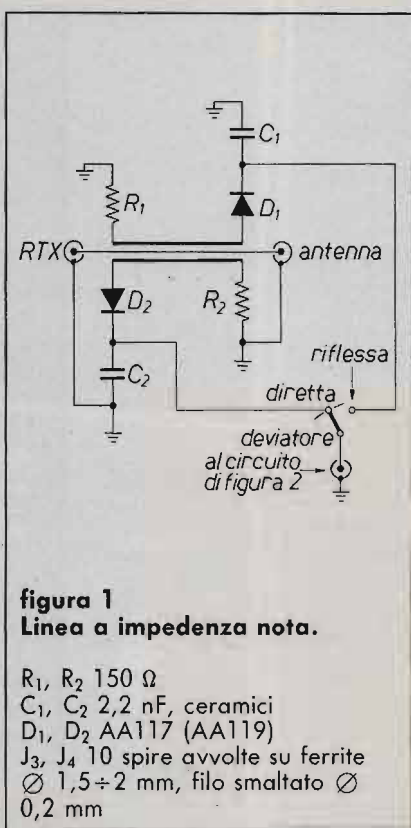 C₁
R₁
D₁
RTX
antenna
D₂
R₂
riflessa
C₂
diretta
deviatore
al circuito
di figura 2
figura 1
Linea a impedenza nota.
R₁, R₂ 150 Ω
C₁, C₂ 2,2 nF, ceramici
D₁, D₂ AA117 (AA119)
J₃, J₄ 10 spire avvolte su ferrite
∅ 1,5÷2 mm, filo smaltato ∅
0,2 mm